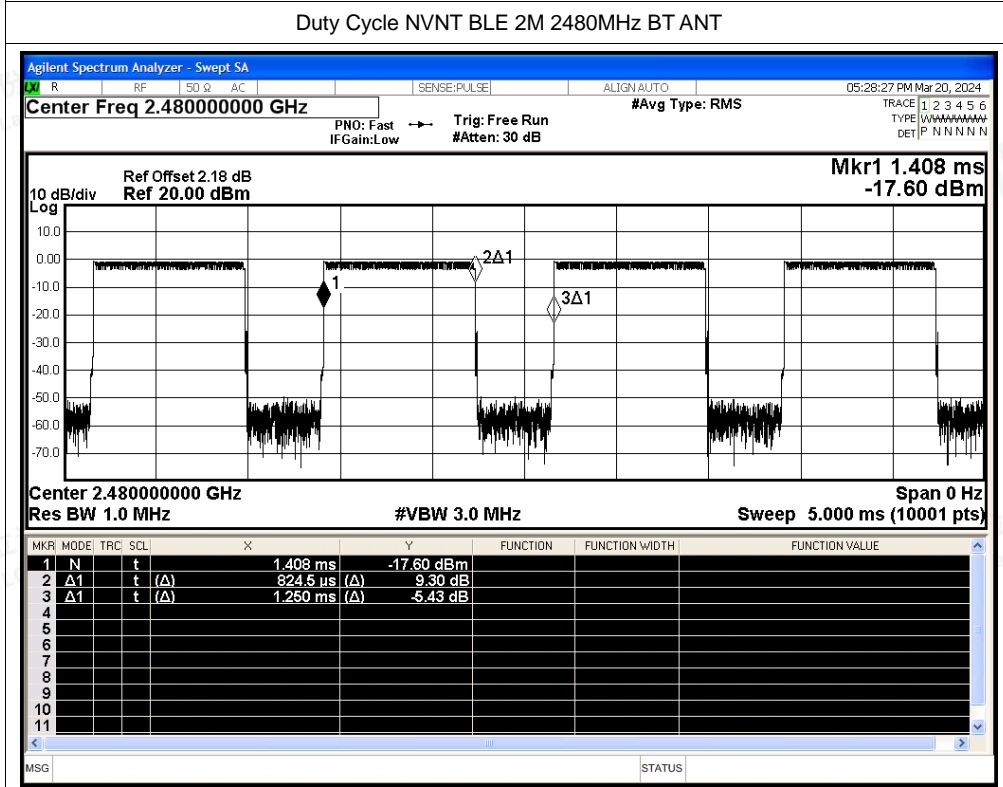 Duty Cycle NVNT BLE 2M 2480MHz BT ANT
Agilent Spectrum Analyzer - Swept SA
LXI R RF 50 Ω AC SENSE:PULSE ALIGN AUTO 05:28:27 PM Mar 20, 2024
Center Freq 2.480000000 GHz #Avg Type: RMS TRACE 1 2 3 4 5 6
PNO: Fast Trig: Free Run TYPE WWWWWW
IFGain:Low #Atten: 30 dB DET P N N N N N
Ref Offset 2.18 dB Mkr1 1.408 ms
10 dB/div Ref 20.00 dBm -17.60 dBm
Log
10.0
0.00
2Δ1
-10.0
1
3Δ1
-20.0
-30.0
-40.0
-50.0
-60.0
-70.0
Center 2.480000000 GHz Span 0 Hz
Res BW 1.0 MHz #VBW 3.0 MHz Sweep 5.000 ms (10001 pts)
MKR MODE TRC SCL X Y FUNCTION FUNCTION WIDTH FUNCTION VALUE
1 N t 1.408 ms -17.60 dBm
2 Δ1 t (Δ) 824.5 µs (Δ) 9.30 dB
3 Δ1 t (Δ) 1.250 ms (Δ) -5.43 dB
4
5
6
7
8
9
10
11
MSG STATUS